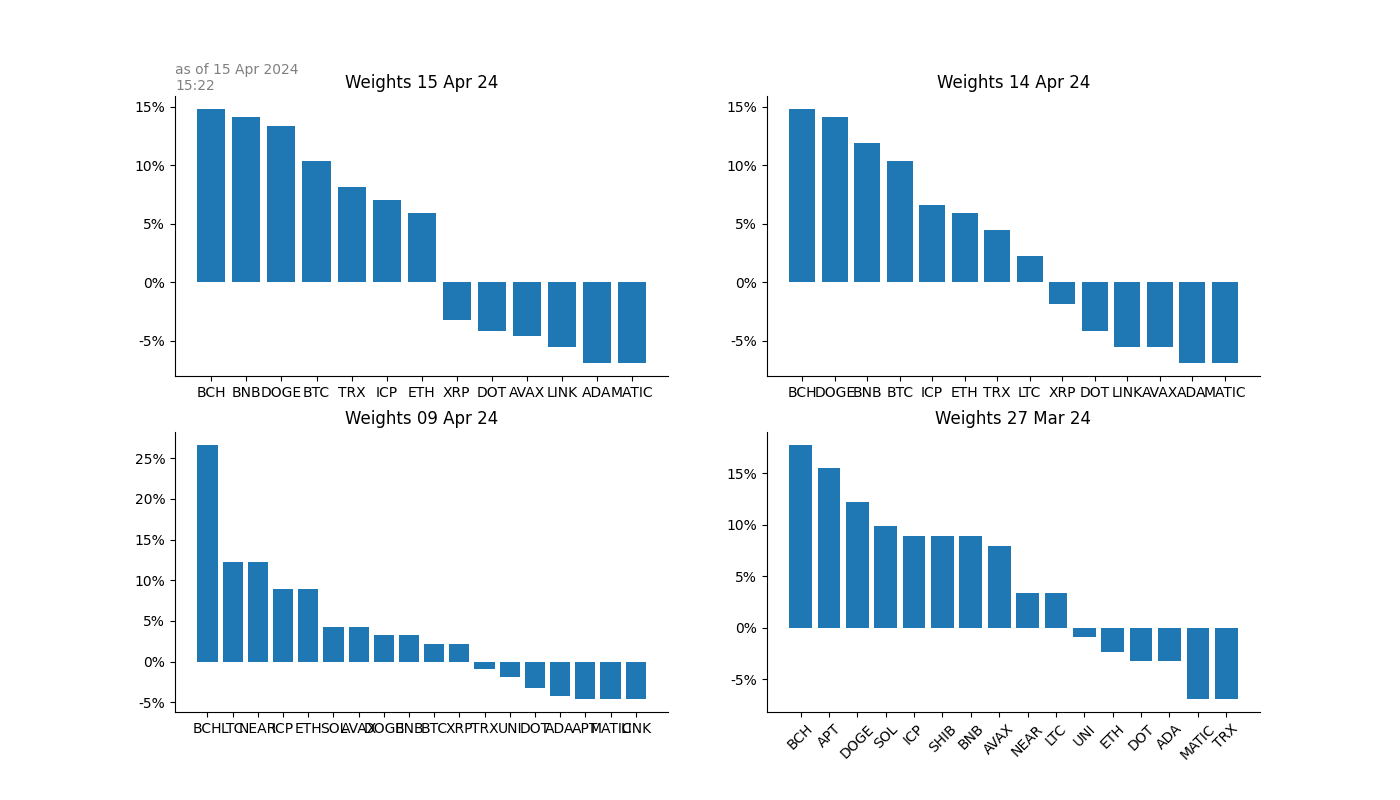 as of 15 Apr 2024
15:22
Weights 15 Apr 24
15%
10%
5%
0%
-5%
BCH BNB DOGE BTC TRX ICP ETH XRP DOT AVAX LINK ADA MATIC
Weights 14 Apr 24
15%
10%
5%
0%
-5%
BCH DOGE BNB BTC ICP ETH TRX LTC XRP DOT LINK AVAX ADA MATIC
Weights 09 Apr 24
25%
20%
15%
10%
5%
0%
-5%
BCH LTC NEAR ICP ETH SOL AVAX DOGE BNB BTC XRP TRX UNI DOT ADA APT MATIC LINK
Weights 27 Mar 24
15%
10%
5%
0%
-5%
BCH APT DOGE SOL ICP SHIB BNB AVAX NEAR LTC UNI ETH DOT ADA MATIC TRX